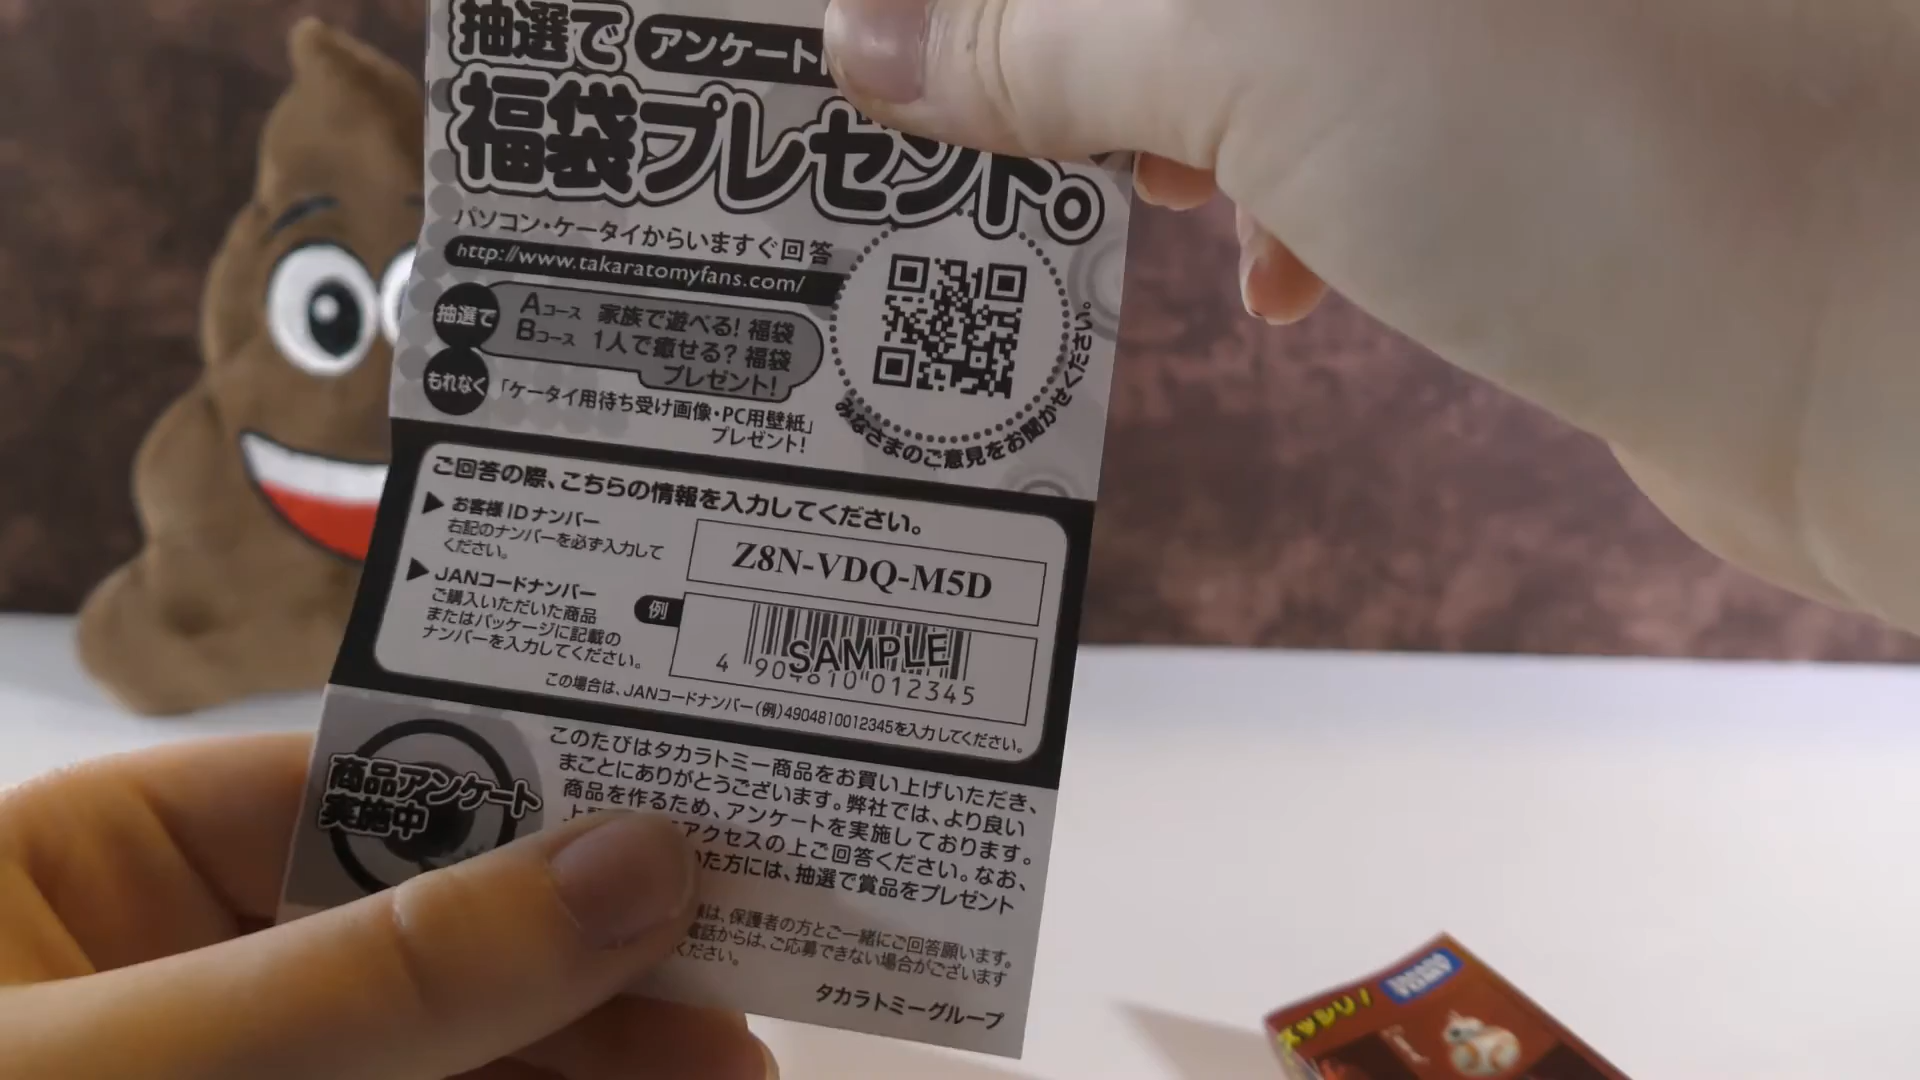 抽選で アンケート
福袋プレゼント。
パソコン・ケータイからいますぐ回答
http://www.takaratomyfans.com/
抽選で
Aコース 家族で遊べる! 福袋
Bコース 1人で癒せる? 福袋
プレゼント!
もれなく
「ケータイ用待ち受け画像・PC用壁紙」
プレゼント!
みなさまのご意見をお聞かせください。
ご回答の際、こちらの情報を入力してください。
▶ お客様IDナンバー
右記のナンバーを必ず入力して
ください。
Z8N-VDQ-M5D
▶ JANコードナンバー
ご購入いただいた商品
またはパッケージに記載の
ナンバーを入力してください。
例
SAMPLE
4 904810 012345
この場合は、JANコードナンバー(例)4904810012345を入力してください。
商品アンケート
実施中
このたびはタカラトミー商品をお買い上げいただき、
まことにありがとうございます。弊社では、より良い
商品を作るため、アンケートを実施しております。
アクセスの上ご回答ください。なお、
いた方には、抽選で賞品をプレゼント
は、保護者の方とご一緒にご回答願います。
電話からは、ご応募できない場合がございます
ください。
タカラトミーグループ